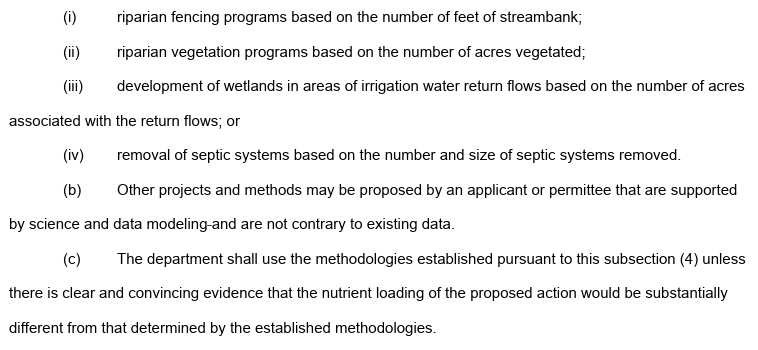 (i) riparian fencing programs based on the number of feet of streambank;
(ii) riparian vegetation programs based on the number of acres vegetated;
(iii) development of wetlands in areas of irrigation water return flows based on the number of acres
associated with the return flows; or
(iv) removal of septic systems based on the number and size of septic systems removed.
(b) Other projects and methods may be proposed by an applicant or permittee that are supported
by science and data modeling-and are not contrary to existing data.
(c) The department shall use the methodologies established pursuant to this subsection (4) unless
there is clear and convincing evidence that the nutrient loading of the proposed action would be substantially
different from that determined by the established methodologies.